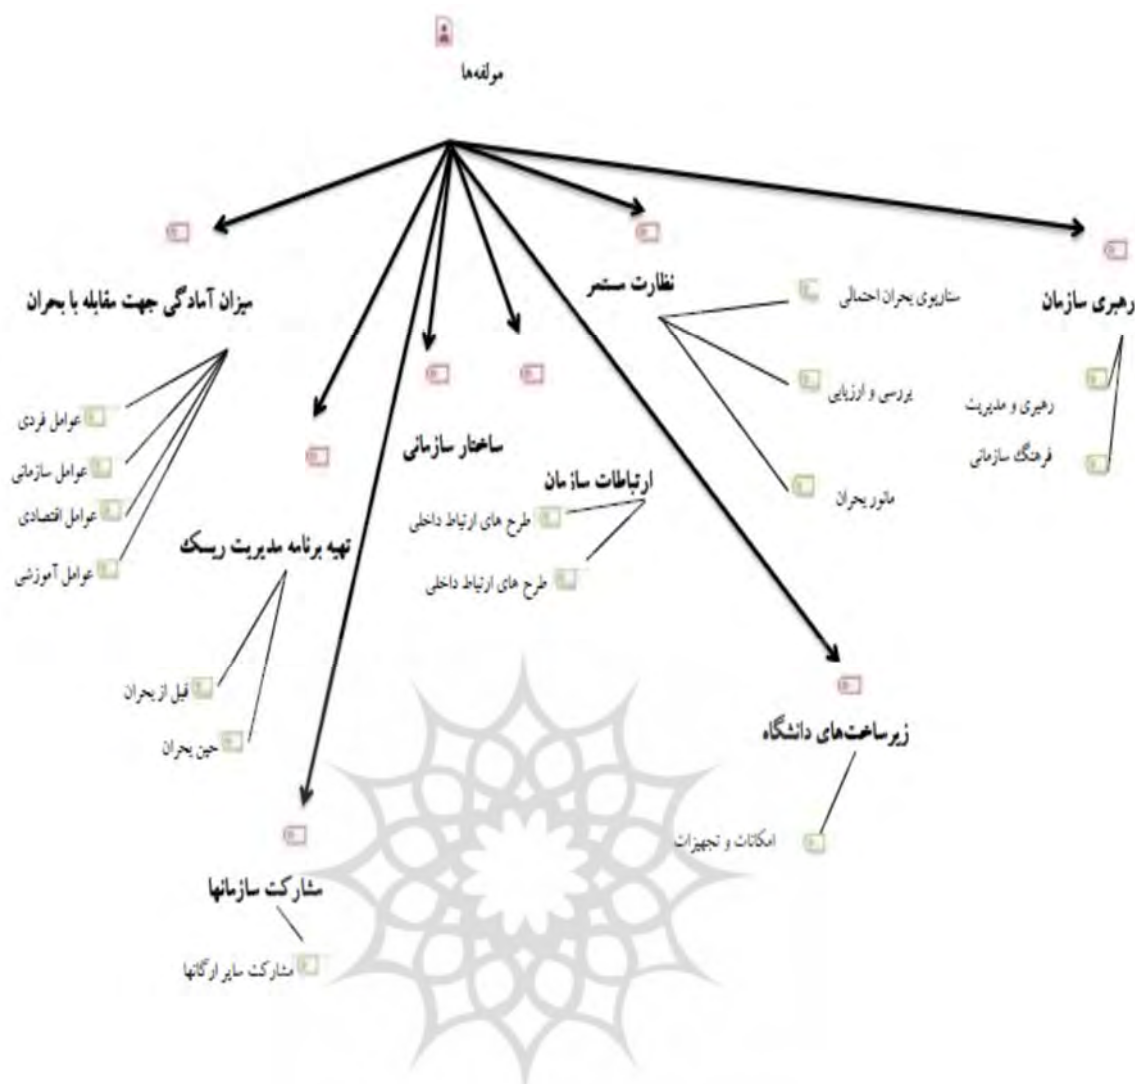 مولفه‌ها
رهبری سازمان
رهبری و مدیریت
فرهنگ سازمانی
نظارت مستمر
سناریوی بحران احتمالی
بررسی و ارزیابی
مانور بحران
زیرساخت‌های دانشگاه
امکانات و تجهیزات
ارتباطات سازمان
طرح های ارتباط داخلی
طرح های ارتباط داخلی
ساختار سازمانی
مشارکت سازمانها
مشارکت سایر ارگانها
تهیه برنامه مدیریت ریسک
قبل از بحران
حین بحران
میزان آمادگی جهت مقابله با بحران
عوامل فردی
عوامل سازمانی
عوامل اقتصادی
عوامل آموزشی